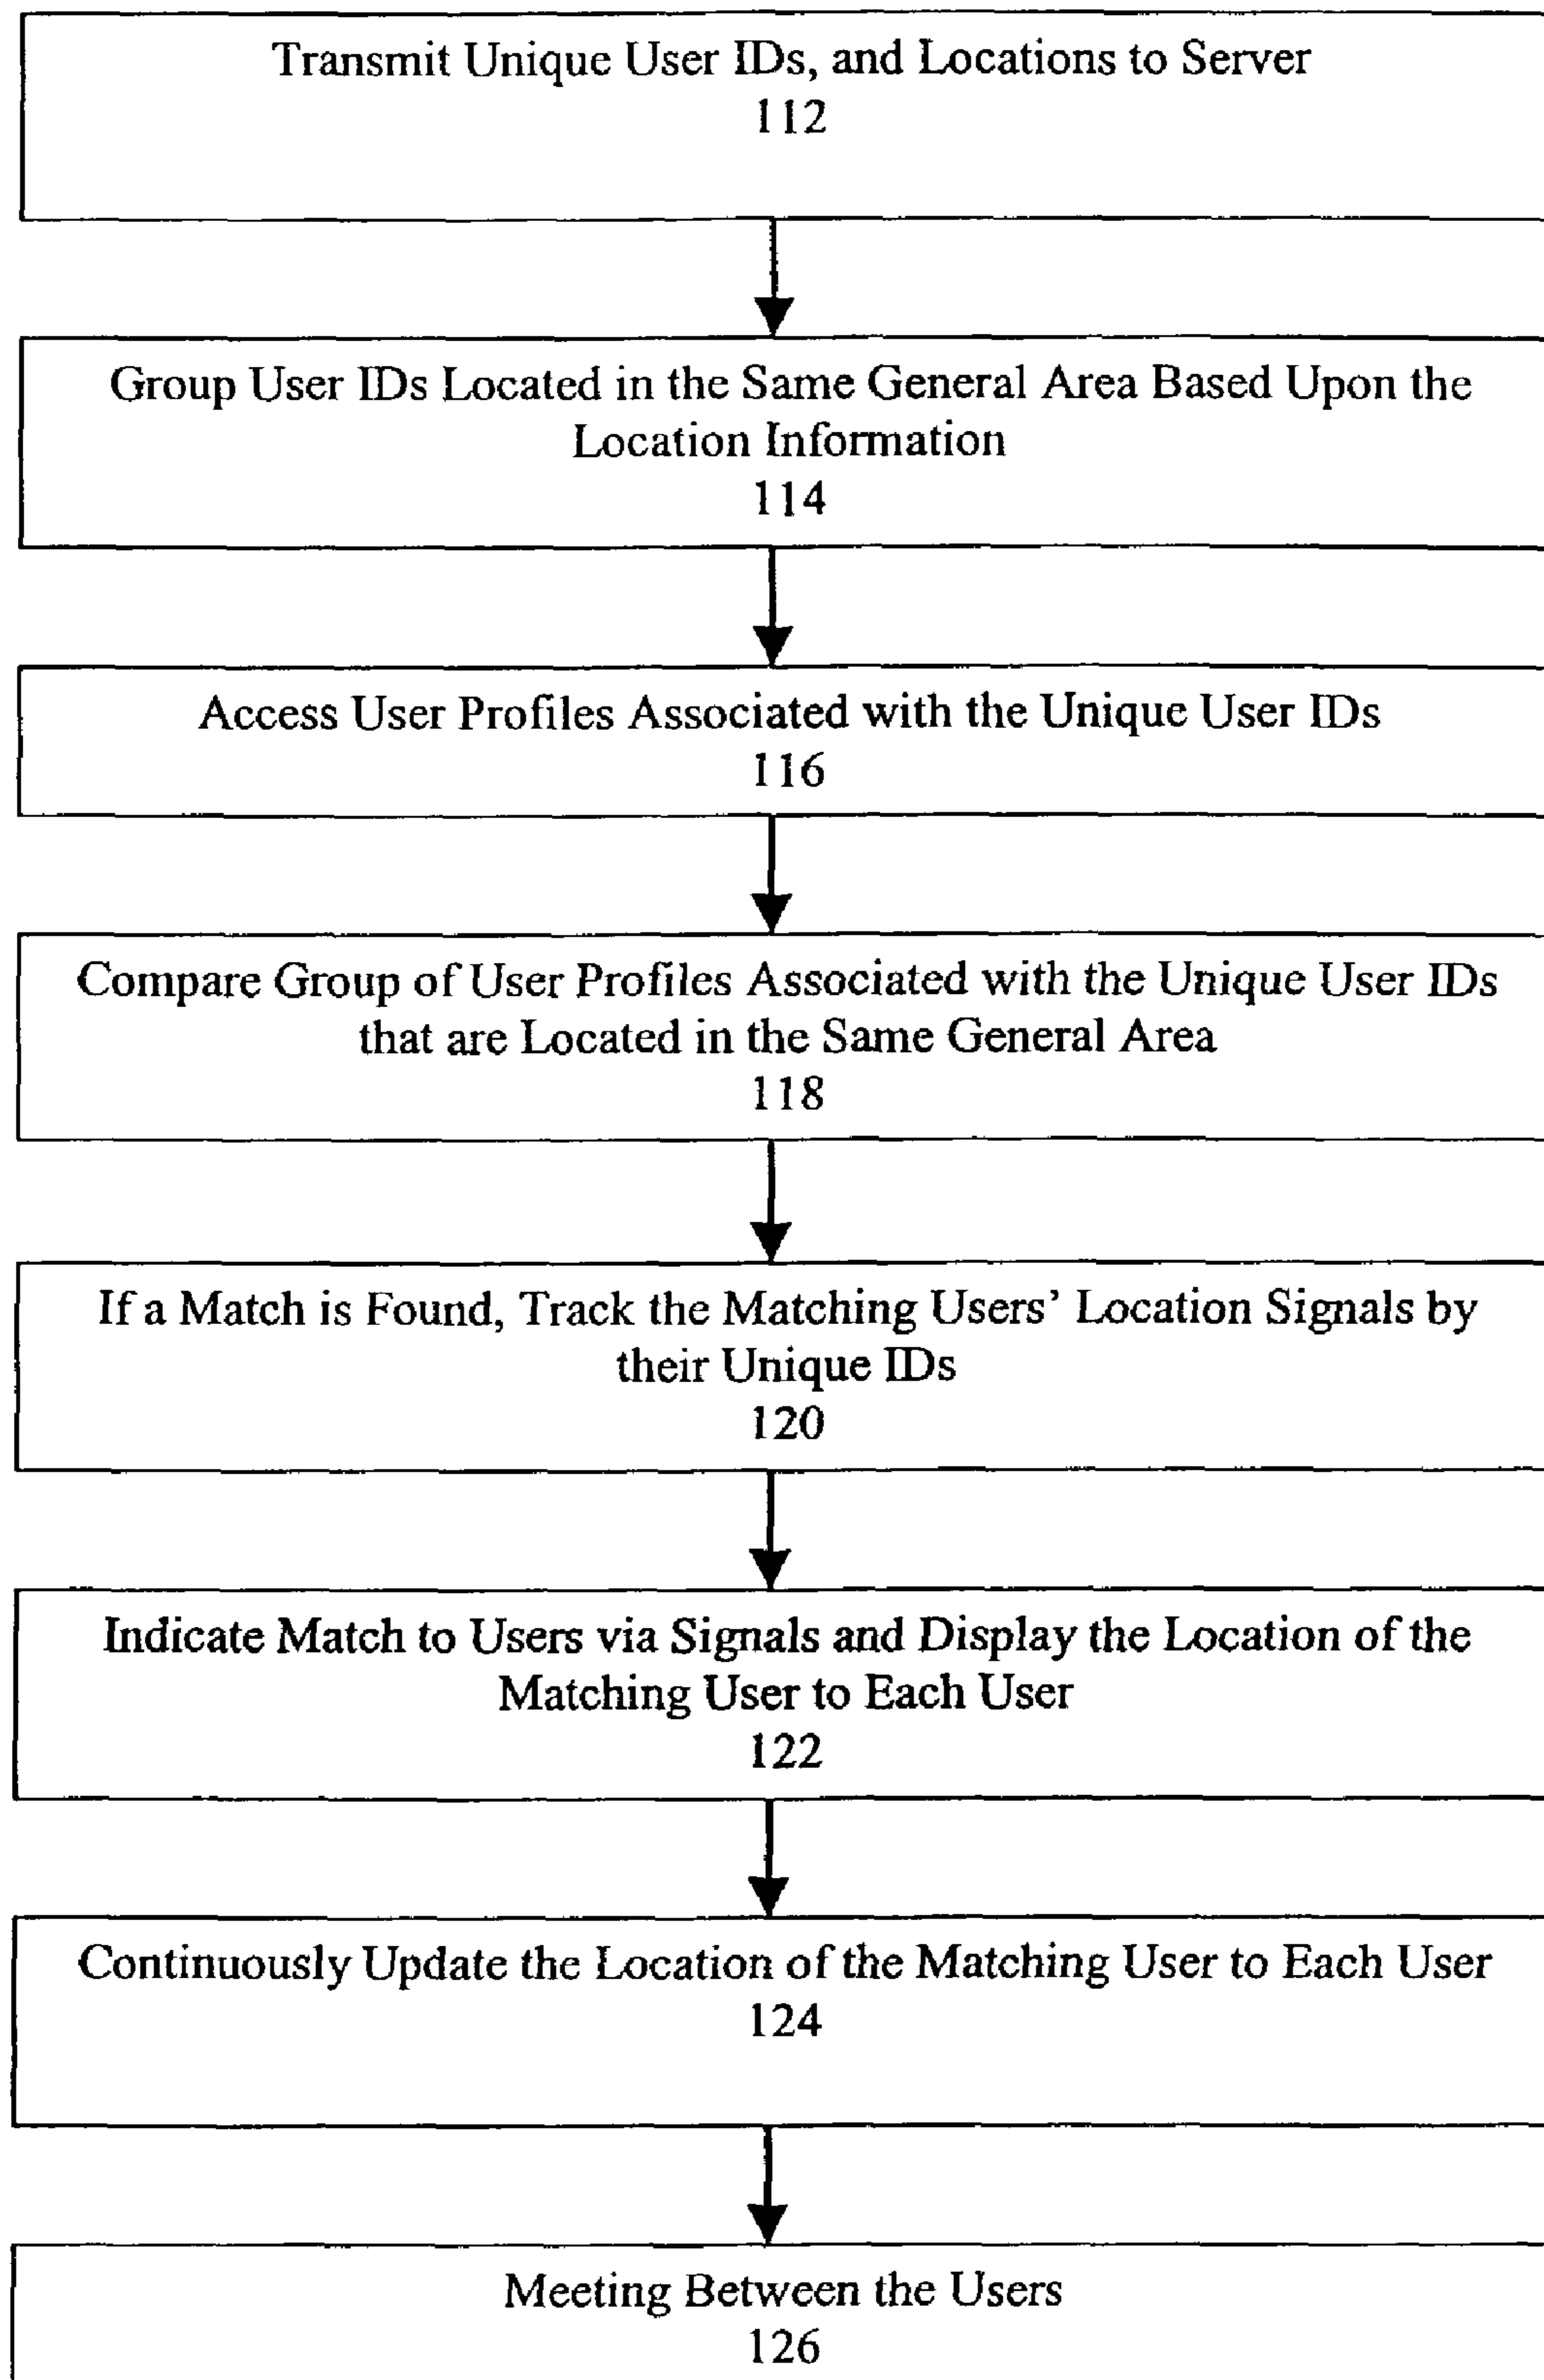 Transmit Unique User IDs, and Locations to Server
112
Group User IDs Located in the Same General Area Based Upon the
Location Information
114
Access User Profiles Associated with the Unique User IDs
116
Compare Group of User Profiles Associated with the Unique User IDs
that are Located in the Same General Area
118
If a Match is Found, Track the Matching Users’ Location Signals by
their Unique IDs
120
Indicate Match to Users via Signals and Display the Location of the
Matching User to Each User
122
Continuously Update the Location of the Matching User to Each User
124
Meeting Between the Users
126